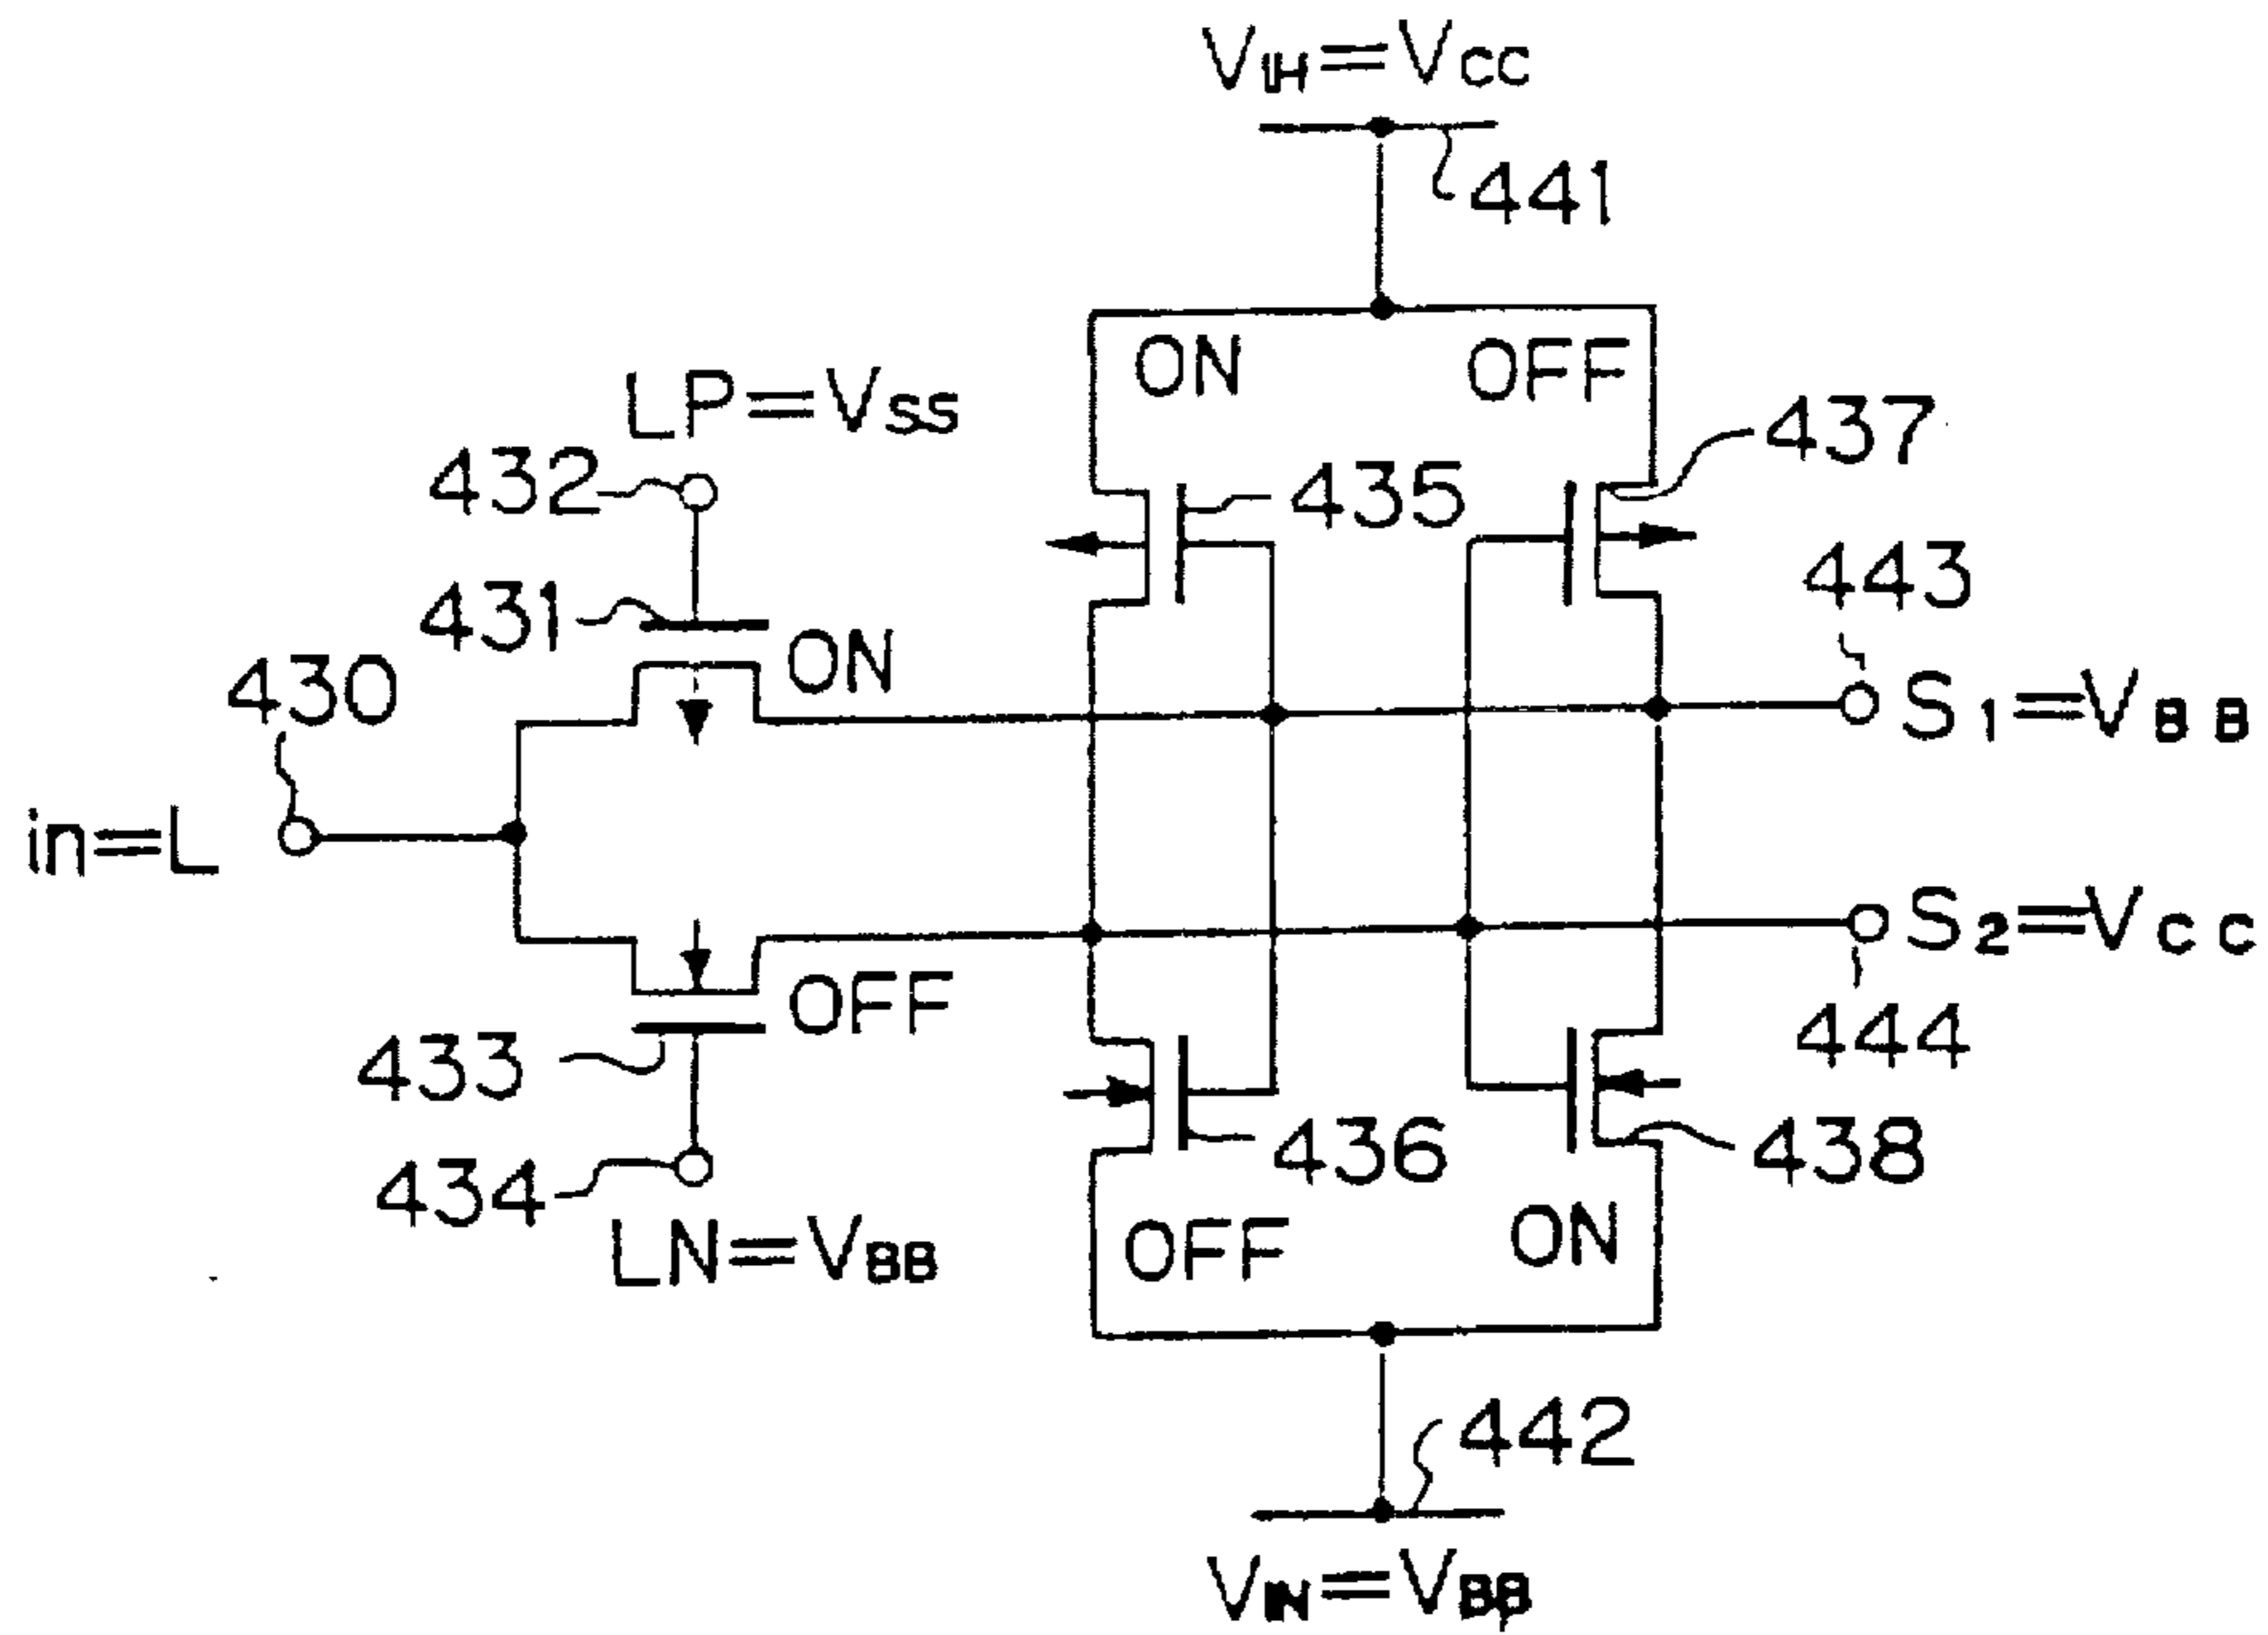 VIH=VCC
441
ON
OFF
LP=VSS
437
432
435
443
431
ON
430
S1=VBB
in=L
S2=VCC
OFF
444
433
436
438
434
LN=VBB
OFF
ON
442
VIN=VBB